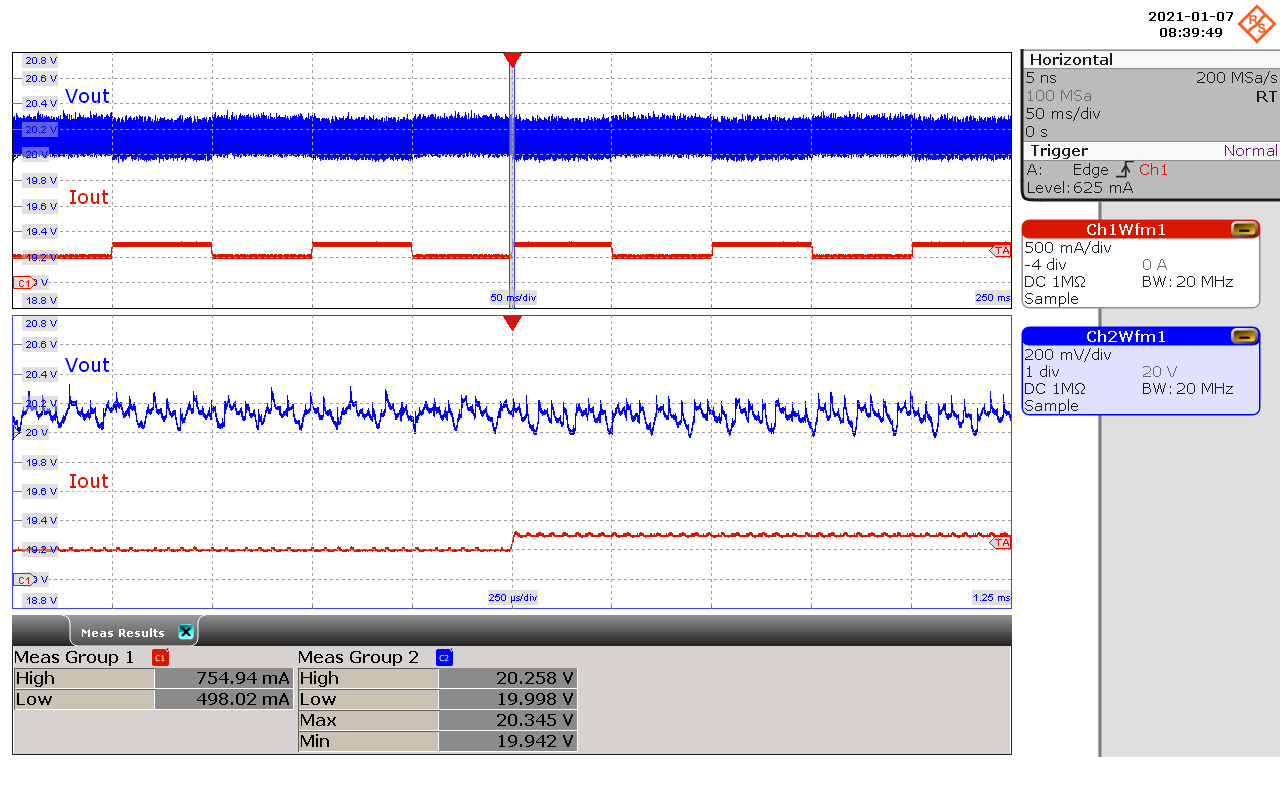 2021-01-07
08:39:49
R&S
20.8 V
20.6 V
20.4 V
Vout
20.2 V
20 V
19.8 V
19.6 V
Iout
19.4 V
19.2 V
TA
C1
18.8 V
50 ms/div
250 ms
20.8 V
20.6 V
Vout
20.4 V
20.2 V
20 V
19.8 V
19.6 V
Iout
19.4 V
19.2 V
TA
C1
18.8 V
250 µs/div
1.25 ms
Meas Results
Meas Group 1 C1
High 754.94 mA
Low 498.02 mA
Meas Group 2 C2
High 20.258 V
Low 19.998 V
Max 20.345 V
Min 19.942 V
Horizontal
5 ns 200 MSa/s
100 MSa RT
50 ms/div
0 s
Trigger Normal
A: Edge Ch1
Level: 625 mA
Ch1Wfm1
500 mA/div
-4 div 0 A
DC 1MΩ BW: 20 MHz
Sample
Ch2Wfm1
200 mV/div
1 div 20 V
DC 1MΩ BW: 20 MHz
Sample